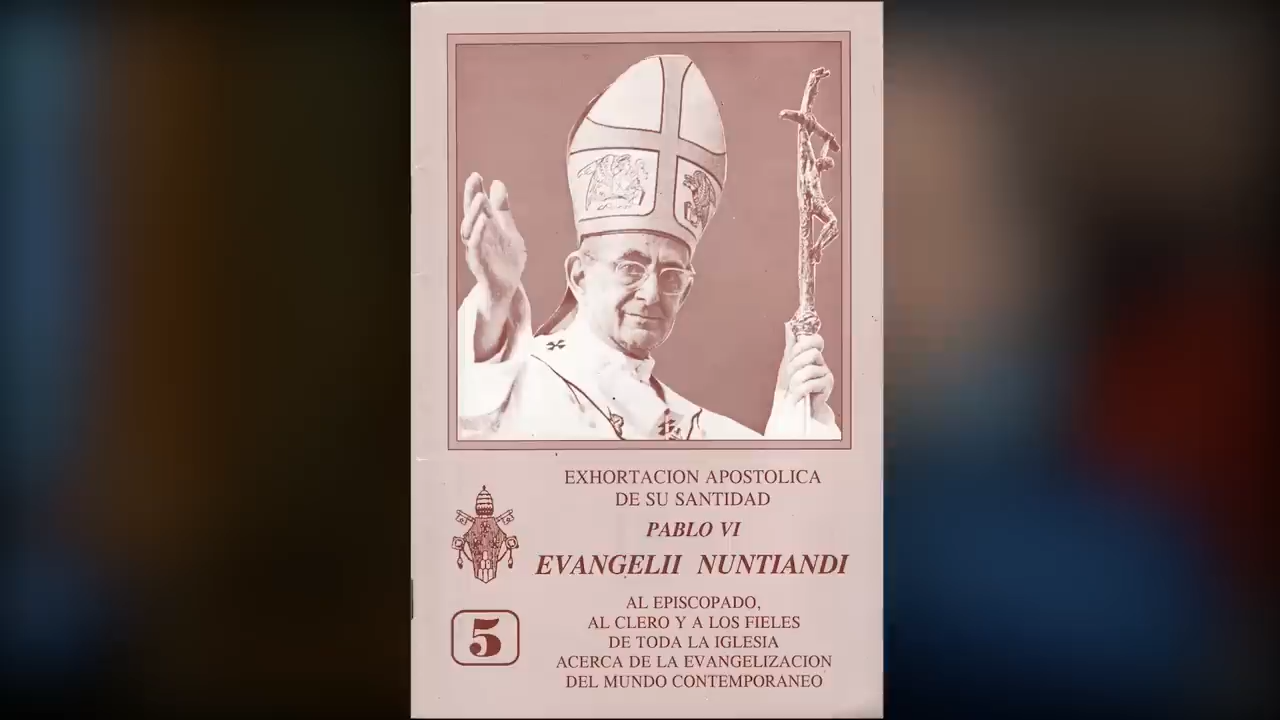 EXHORTACION APOSTOLICA
DE SU SANTIDAD
PABLO VI
EVANGELII NUNTIANDI
AL EPISCOPADO,
AL CLERO Y A LOS FIELES
DE TODA LA IGLESIA
ACERCA DE LA EVANGELIZACION
DEL MUNDO CONTEMPORANEO
5